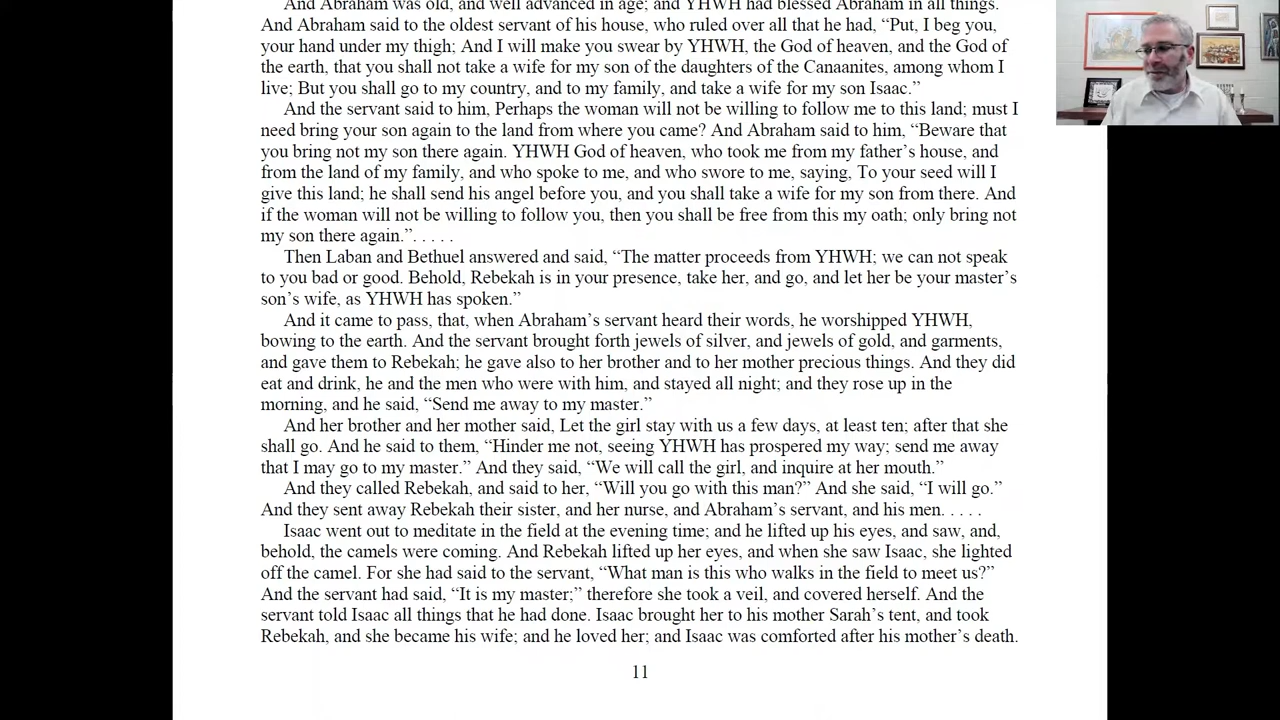 And Abraham was old, and well advanced in age; and YHWH had blessed Abraham in all things.
And Abraham said to the oldest servant of his house, who ruled over all that he had, “Put, I beg you,
your hand under my thigh; And I will make you swear by YHWH, the God of heaven, and the God of
the earth, that you shall not take a wife for my son of the daughters of the Canaanites, among whom I
live; But you shall go to my country, and to my family, and take a wife for my son Isaac.”
And the servant said to him, Perhaps the woman will not be willing to follow me to this land; must I
need bring your son again to the land from where you came? And Abraham said to him, “Beware that
you bring not my son there again. YHWH God of heaven, who took me from my father’s house, and
from the land of my family, and who spoke to me, and who swore to me, saying, To your seed will I
give this land; he shall send his angel before you, and you shall take a wife for my son from there. And
if the woman will not be willing to follow you, then you shall be free from this my oath; only bring not
my son there again.”. . . . .
Then Laban and Bethuel answered and said, “The matter proceeds from YHWH; we can not speak
to you bad or good. Behold, Rebekah is in your presence, take her, and go, and let her be your master’s
son’s wife, as YHWH has spoken.”
And it came to pass, that, when Abraham’s servant heard their words, he worshipped YHWH,
bowing to the earth. And the servant brought forth jewels of silver, and jewels of gold, and garments,
and gave them to Rebekah; he gave also to her brother and to her mother precious things. And they did
eat and drink, he and the men who were with him, and stayed all night; and they rose up in the
morning, and he said, “Send me away to my master.”
And her brother and her mother said, Let the girl stay with us a few days, at least ten; after that she
shall go. And he said to them, “Hinder me not, seeing YHWH has prospered my way; send me away
that I may go to my master.” And they said, “We will call the girl, and inquire at her mouth.”
And they called Rebekah, and said to her, “Will you go with this man?” And she said, “I will go.”
And they sent away Rebekah their sister, and her nurse, and Abraham’s servant, and his men. . . . .
Isaac went out to meditate in the field at the evening time; and he lifted up his eyes, and saw, and,
behold, the camels were coming. And Rebekah lifted up her eyes, and when she saw Isaac, she lighted
off the camel. For she had said to the servant, “What man is this who walks in the field to meet us?”
And the servant had said, “It is my master;” therefore she took a veil, and covered herself. And the
servant told Isaac all things that he had done. Isaac brought her to his mother Sarah’s tent, and took
Rebekah, and she became his wife; and he loved her; and Isaac was comforted after his mother’s death.
11